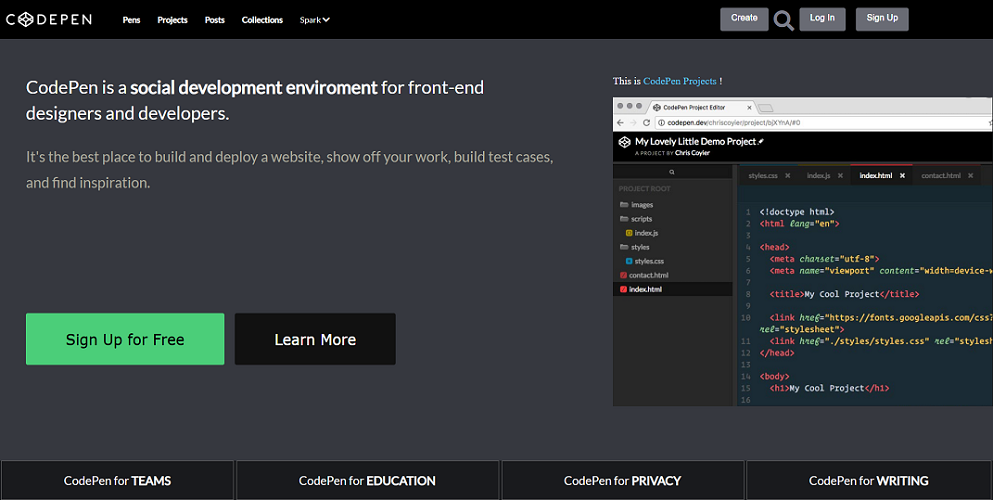 CODEPEN
Pens Projects Posts Collections Spark
Create Log In Sign Up
CodePen is a social development enviroment for front-end
designers and developers.
It's the best place to build and deploy a website, show off your work, build test cases,
and find inspiration.
Sign Up for Free
Learn More
This is CodePen Projects !
CodePen Project Editor
codepen.dev/chriscoyier/project/bjXYnA/#0
My Lovely Little Demo Project
A PROJECT BY Chris Coyier
PROJECT ROOT
images
scripts
index.js
styles
styles.css
contact.html
index.html
styles.css × index.js × index.html × contact.html ×
1 <!doctype html>
2 <html lang="en">
3
4 <head>
5 <meta charset="utf-8">
6 <meta name="viewport" content="width=device-w
7
8 <title>My Cool Project</title>
9
10 <link href="https://fonts.googleapis.com/css?
rel="stylesheet">
11 <link href="./styles/styles.css" rel="stylesh
12 </head>
13
14 <body>
15 <h1>My Cool Project</h1>
16
CodePen for TEAMS
CodePen for EDUCATION
CodePen for PRIVACY
CodePen for WRITING